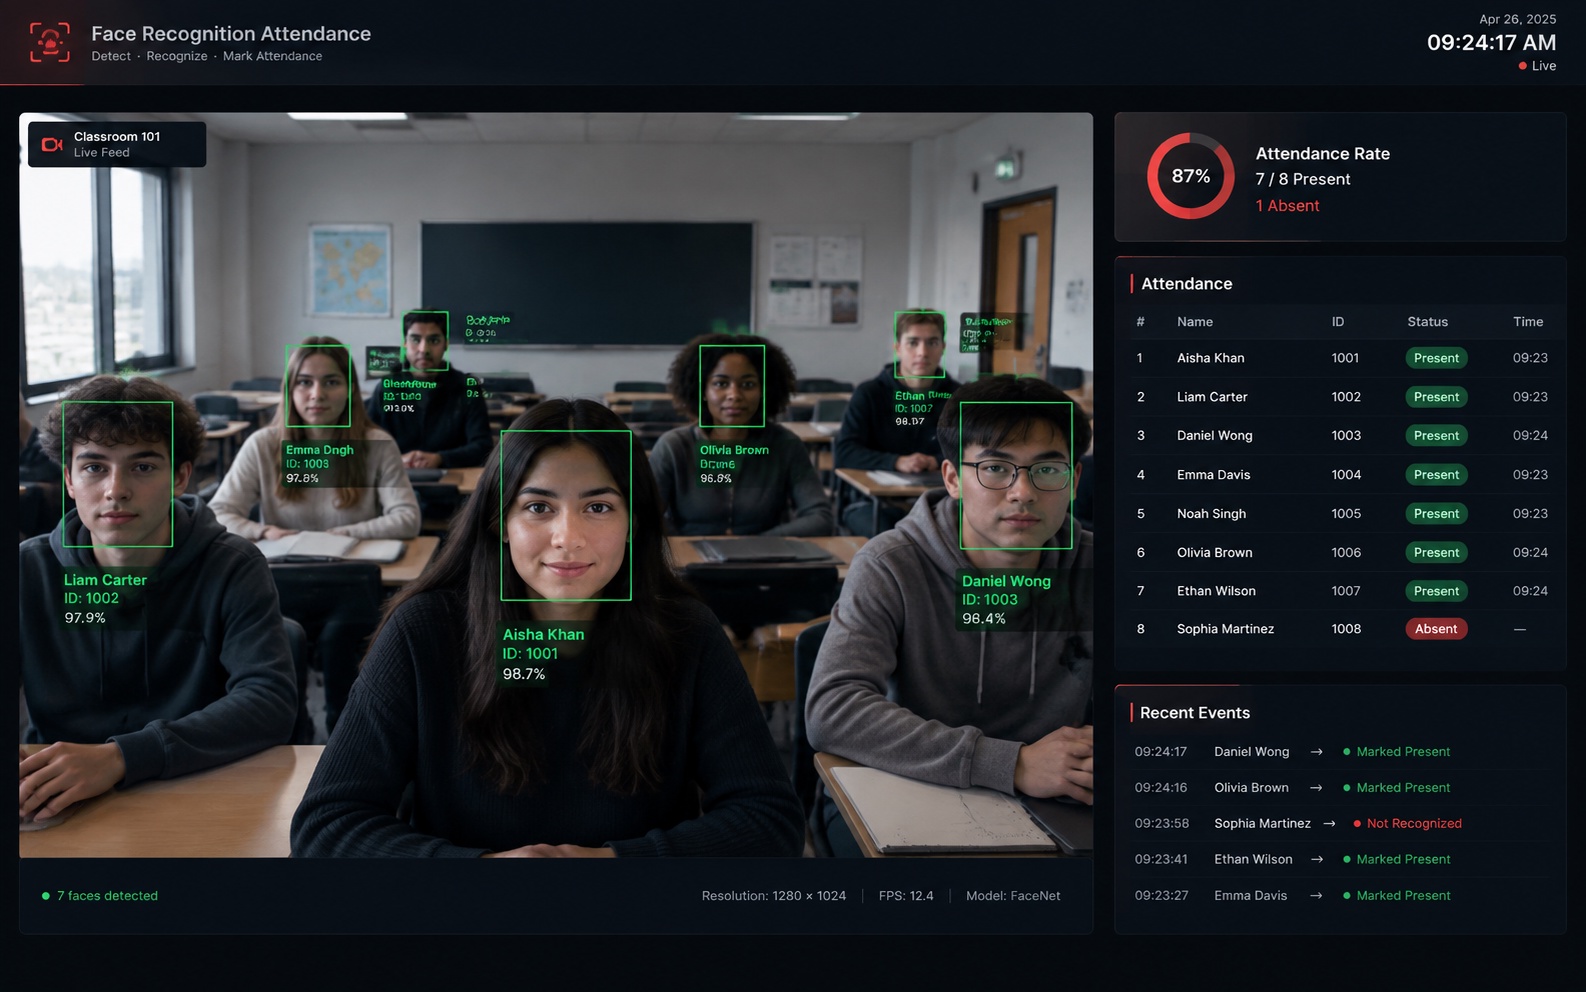 Face Recognition Attendance
Detect · Recognize · Mark Attendance
Apr 26, 2025
09:24:17 AM
Live
Classroom 101
Live Feed
Emma Dngh
ID: 1003
97.8%
Olivia Brown
96.8%
Ethan
ID: 1007
98.
Liam Carter
ID: 1002
97.9%
Aisha Khan
ID: 1001
98.7%
Daniel Wong
ID: 1003
96.4%
7 faces detected
Resolution: 1280 × 1024 | FPS: 12.4 | Model: FaceNet
87%
Attendance Rate
7 / 8 Present
1 Absent
Attendance
# Name ID Status Time
1 Aisha Khan 1001 Present 09:23
2 Liam Carter 1002 Present 09:23
3 Daniel Wong 1003 Present 09:24
4 Emma Davis 1004 Present 09:23
5 Noah Singh 1005 Present 09:23
6 Olivia Brown 1006 Present 09:24
7 Ethan Wilson 1007 Present 09:24
8 Sophia Martinez 1008 Absent —
Recent Events
09:24:17 Daniel Wong → Marked Present
09:24:16 Olivia Brown → Marked Present
09:23:58 Sophia Martinez → Not Recognized
09:23:41 Ethan Wilson → Marked Present
09:23:27 Emma Davis → Marked Present